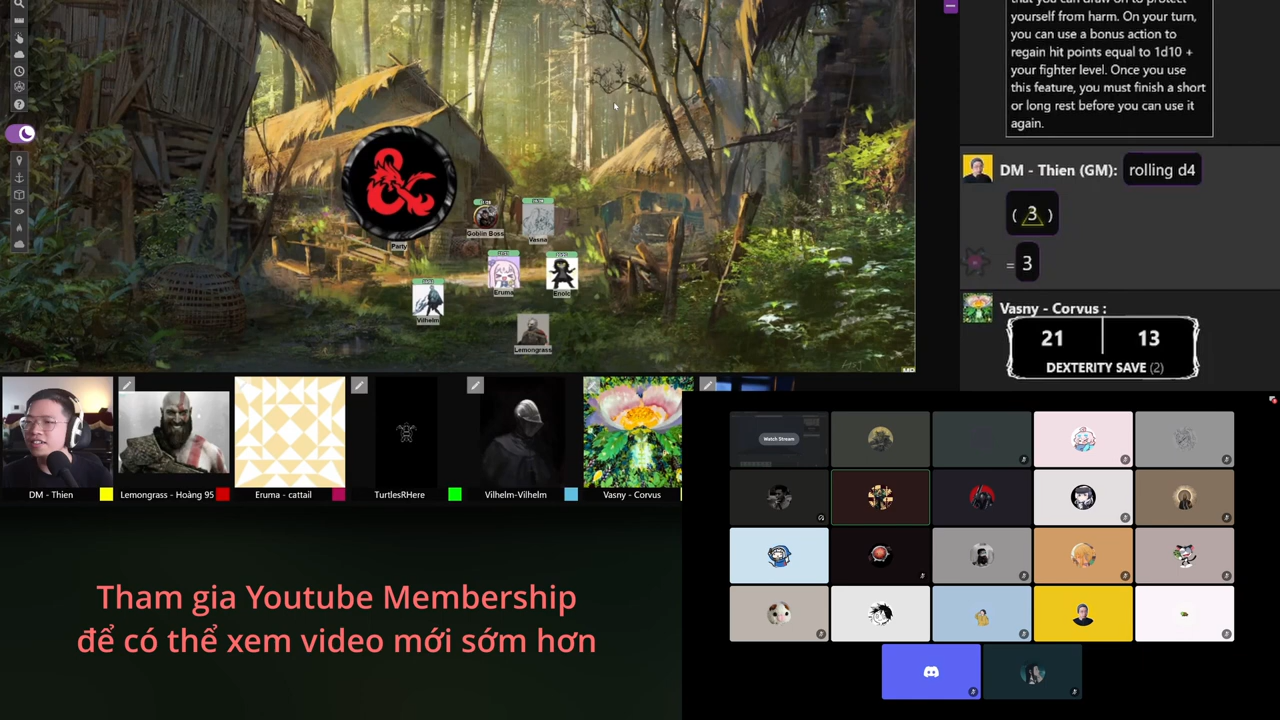 that you can draw on to protect
yourself from harm. On your turn,
you can use a bonus action to
regain hit points equal to 1d10 +
your fighter level. Once you use
this feature, you must finish a short
or long rest before you can use it
again.
DM - Thien (GM): rolling d4
( 3 )
= 3
Vasny - Corvus :
21 13
DEXTERITY SAVE (2)
Party
Goblin Boss
Vasna
Eruma
Enoic
Vilhelm
Lemongrass
DM - Thien
Lemongrass - Hoàng 95
Eruma - cattail
TurtlesRHere
Vilhelm-Vilhelm
Vasny - Corvus
Watch Stream
Tham gia Youtube Membership
để có thể xem video mới sớm hơn